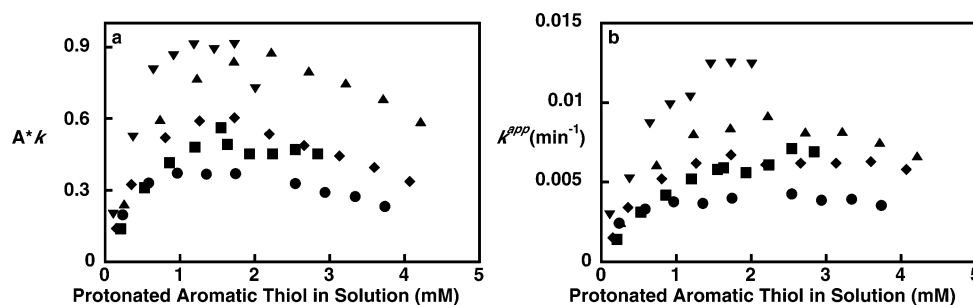 a
0.9
0.6
0.3
0
A*k
0 1 2 3 4 5
Protonated Aromatic Thiol in Solution (mM)
b
0.015
0.01
0.005
0
k^app (min^-1)
0 1 2 3 4 5
Protonated Aromatic Thiol in Solution (mM)